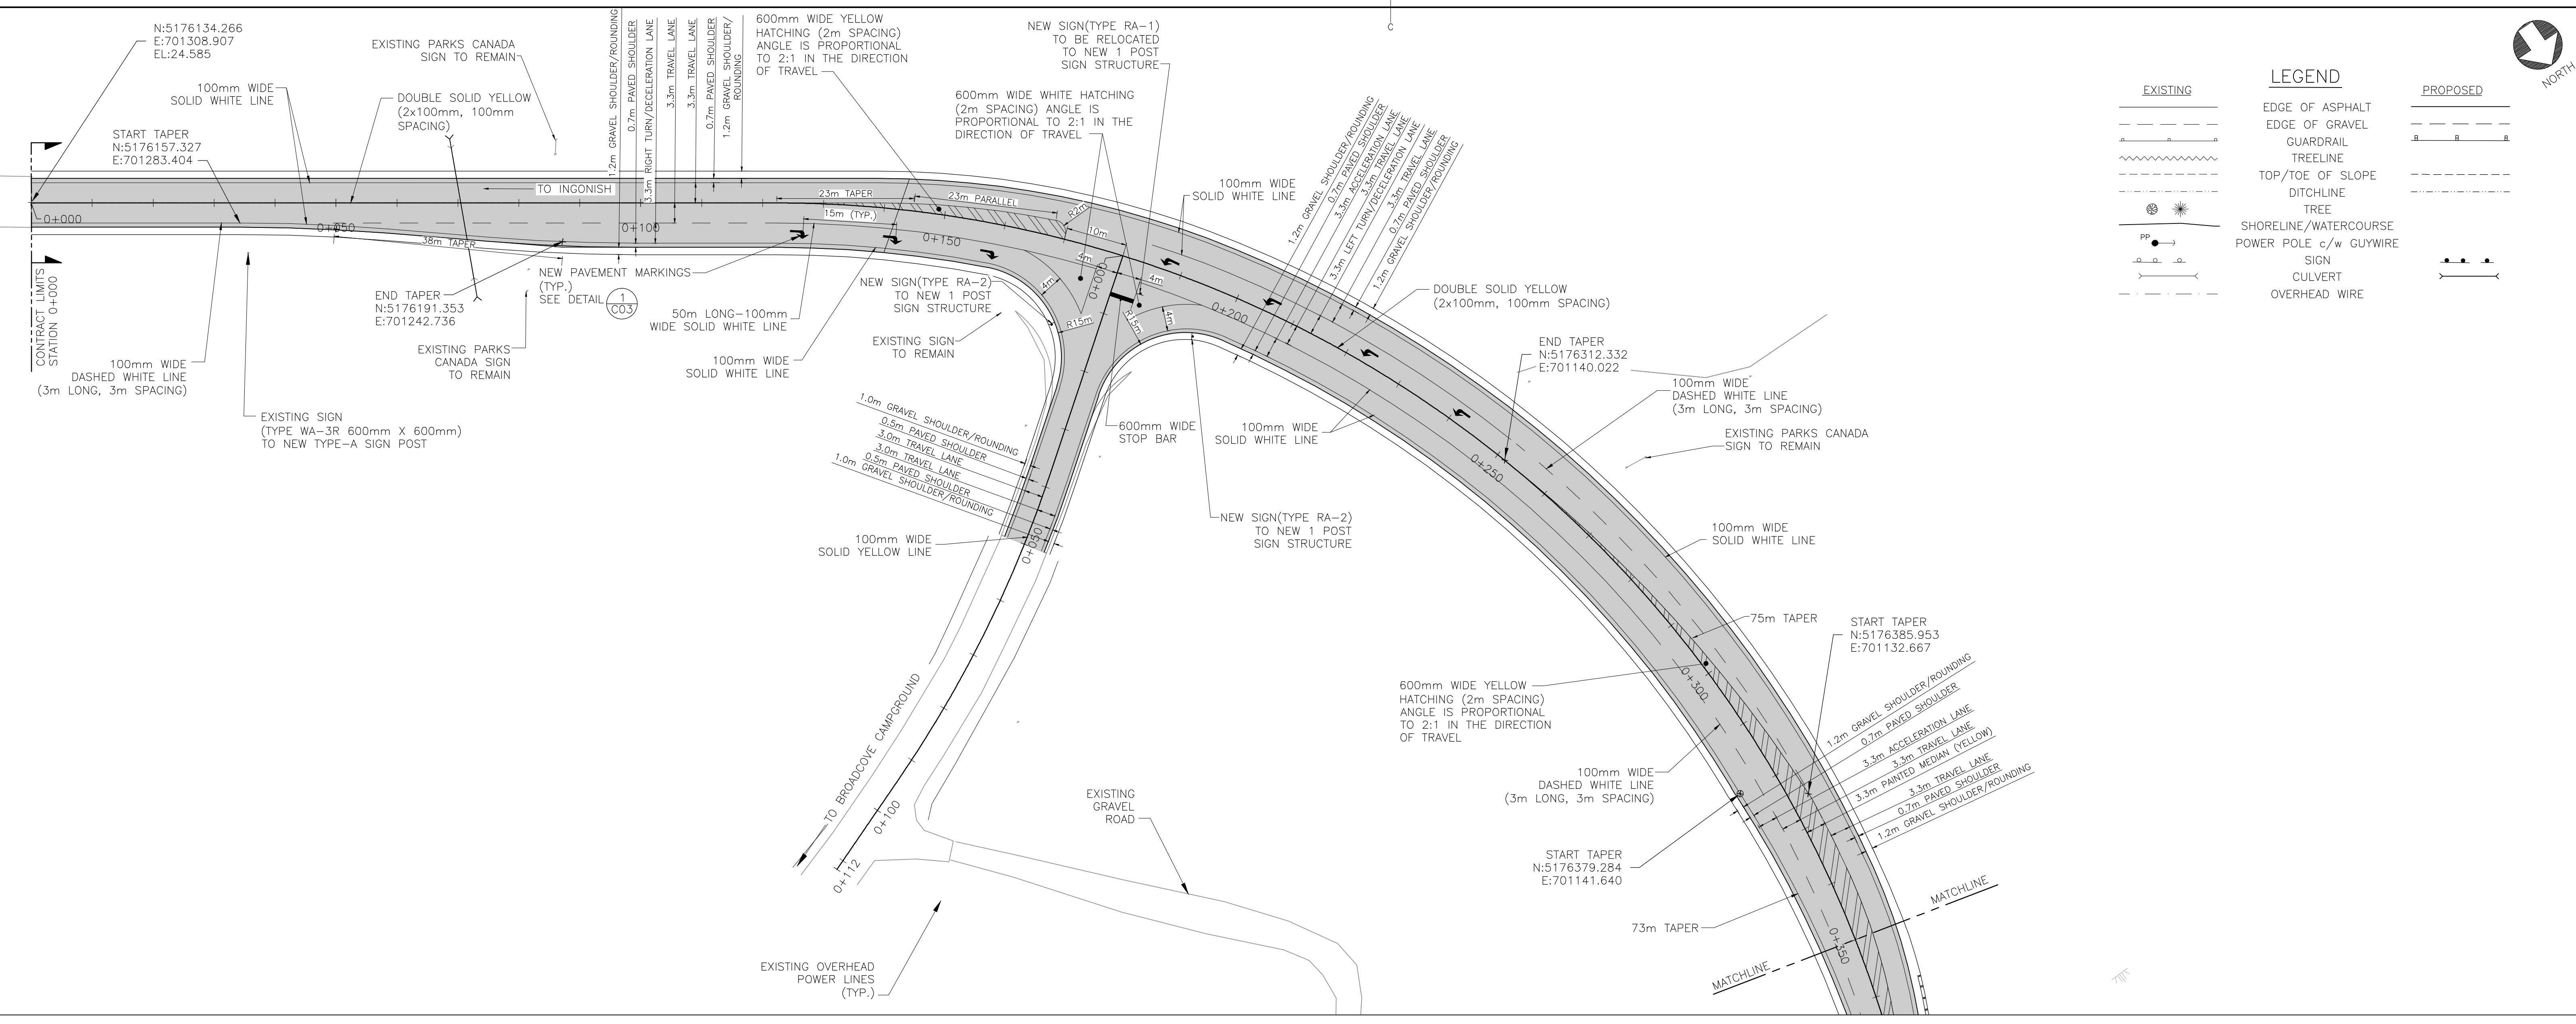 N:5176134.266
E:701308.907
EL:24.585
EXISTING PARKS CANADA
SIGN TO REMAIN
100mm WIDE
SOLID WHITE LINE
DOUBLE SOLID YELLOW
(2x100mm, 100mm
SPACING)
START TAPER
N:5176157.327
E:701283.404
1.2m GRAVEL SHOULDER/ROUNDING
0.7m PAVED SHOULDER
3.3m RIGHT TURN/DECELERATION LANE
3.3m TRAVEL LANE
3.3m TRAVEL LANE
0.7m PAVED SHOULDER
1.2m GRAVEL SHOULDER/
ROUNDING
600mm WIDE YELLOW
HATCHING (2m SPACING)
ANGLE IS PROPORTIONAL
TO 2:1 IN THE DIRECTION
OF TRAVEL
NEW SIGN(TYPE RA-1)
TO BE RELOCATED
TO NEW 1 POST
SIGN STRUCTURE
600mm WIDE WHITE HATCHING
(2m SPACING) ANGLE IS
PROPORTIONAL TO 2:1 IN THE
DIRECTION OF TRAVEL
C
100mm WIDE
SOLID WHITE LINE
1.2m GRAVEL SHOULDER/ROUNDING
0.7m PAVED SHOULDER
3.3m ACCELERATION LANE
3.3m TRAVEL LANE
3.3m LEFT TURN/DECELERATION LANE
3.3m TRAVEL LANE
0.7m PAVED SHOULDER
1.2m GRAVEL SHOULDER/ROUNDING
NORTH
LEGEND
EXISTING
PROPOSED
EDGE OF ASPHALT
EDGE OF GRAVEL
GUARDRAIL
TREELINE
TOP/TOE OF SLOPE
DITCHLINE
TREE
SHORELINE/WATERCOURSE
PP
POWER POLE c/w GUYWIRE
SIGN
CULVERT
OVERHEAD WIRE
TO INGONISH
23m TAPER
23m PARALLEL
15m (TYP.)
R2m
10m
0+000
0+050
0+100
0+150
38m TAPER
4m
4m
4m
4m
0+000
R15m
R15m
0+200
CONTRACT LIMITS
STATION 0+000
NEW PAVEMENT MARKINGS
(TYP.)
SEE DETAIL
1
C03
END TAPER
N:5176191.353
E:701242.736
50m LONG-100mm
WIDE SOLID WHITE LINE
NEW SIGN(TYPE RA-2)
TO NEW 1 POST
SIGN STRUCTURE
EXISTING SIGN
TO REMAIN
DOUBLE SOLID YELLOW
(2x100mm, 100mm SPACING)
EXISTING PARKS
CANADA SIGN
TO REMAIN
100mm WIDE
SOLID WHITE LINE
100mm WIDE
DASHED WHITE LINE
(3m LONG, 3m SPACING)
EXISTING SIGN
(TYPE WA-3R 600mm X 600mm)
TO NEW TYPE-A SIGN POST
END TAPER
N:5176312.332
E:701140.022
100mm WIDE
DASHED WHITE LINE
(3m LONG, 3m SPACING)
EXISTING PARKS CANADA
SIGN TO REMAIN
1.0m GRAVEL SHOULDER/ROUNDING
0.5m PAVED SHOULDER
3.0m TRAVEL LANE
3.0m TRAVEL LANE
0.5m PAVED SHOULDER
1.0m GRAVEL SHOULDER/ROUNDING
600mm WIDE
STOP BAR
100mm WIDE
SOLID WHITE LINE
0+250
NEW SIGN(TYPE RA-2)
TO NEW 1 POST
SIGN STRUCTURE
100mm WIDE
SOLID WHITE LINE
100mm WIDE
SOLID YELLOW LINE
0+050
75m TAPER
START TAPER
N:5176385.953
E:701132.667
0+300
600mm WIDE YELLOW
HATCHING (2m SPACING)
ANGLE IS PROPORTIONAL
TO 2:1 IN THE DIRECTION
OF TRAVEL
1.2m GRAVEL SHOULDER/ROUNDING
0.7m PAVED SHOULDER
3.3m ACCELERATION LANE
3.3m TRAVEL LANE
3.3m PAINTED MEDIAN (YELLOW)
3.3m TRAVEL LANE
0.7m PAVED SHOULDER
1.2m GRAVEL SHOULDER/ROUNDING
100mm WIDE
DASHED WHITE LINE
(3m LONG, 3m SPACING)
TO BROADCOVE CAMPGROUND
0+100
0+112
EXISTING
GRAVEL
ROAD
START TAPER
N:5176379.284
E:701141.640
73m TAPER
MATCHLINE
0+350
MATCHLINE
EXISTING OVERHEAD
POWER LINES
(TYP.)